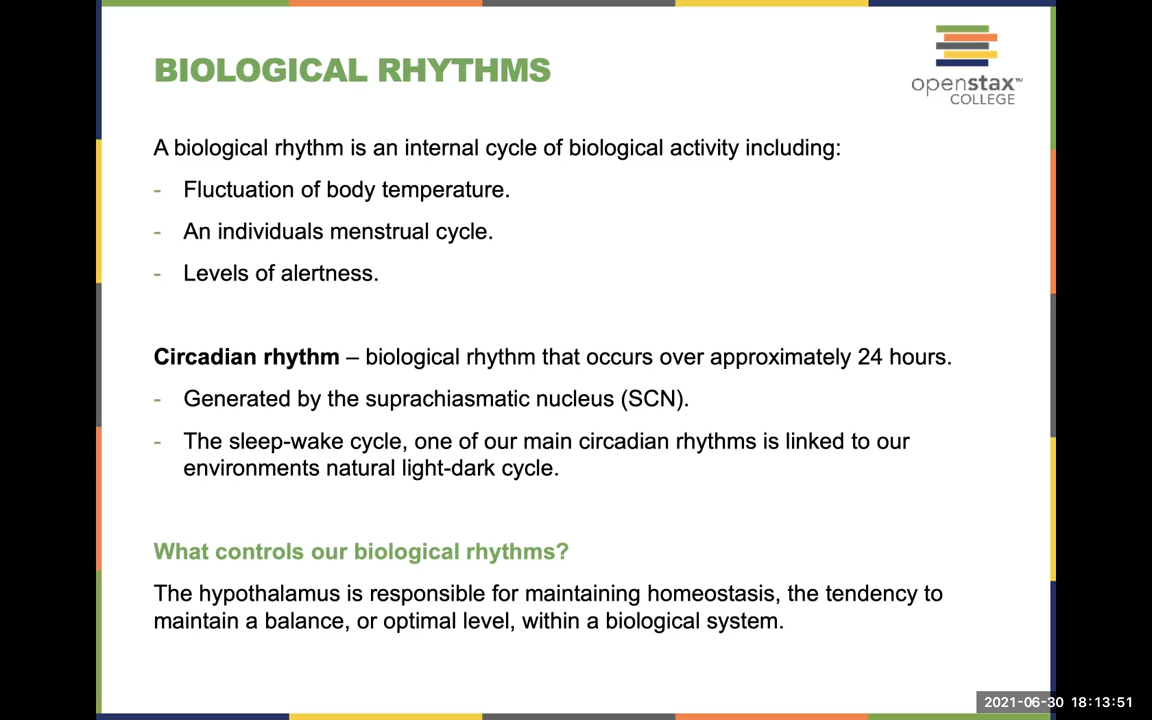 BIOLOGICAL RHYTHMS
openstax™
COLLEGE
A biological rhythm is an internal cycle of biological activity including:
- Fluctuation of body temperature.
- An individuals menstrual cycle.
- Levels of alertness.
Circadian rhythm – biological rhythm that occurs over approximately 24 hours.
- Generated by the suprachiasmatic nucleus (SCN).
- The sleep-wake cycle, one of our main circadian rhythms is linked to our
environments natural light-dark cycle.
What controls our biological rhythms?
The hypothalamus is responsible for maintaining homeostasis, the tendency to
maintain a balance, or optimal level, within a biological system.
2021-06-30 18:13:51